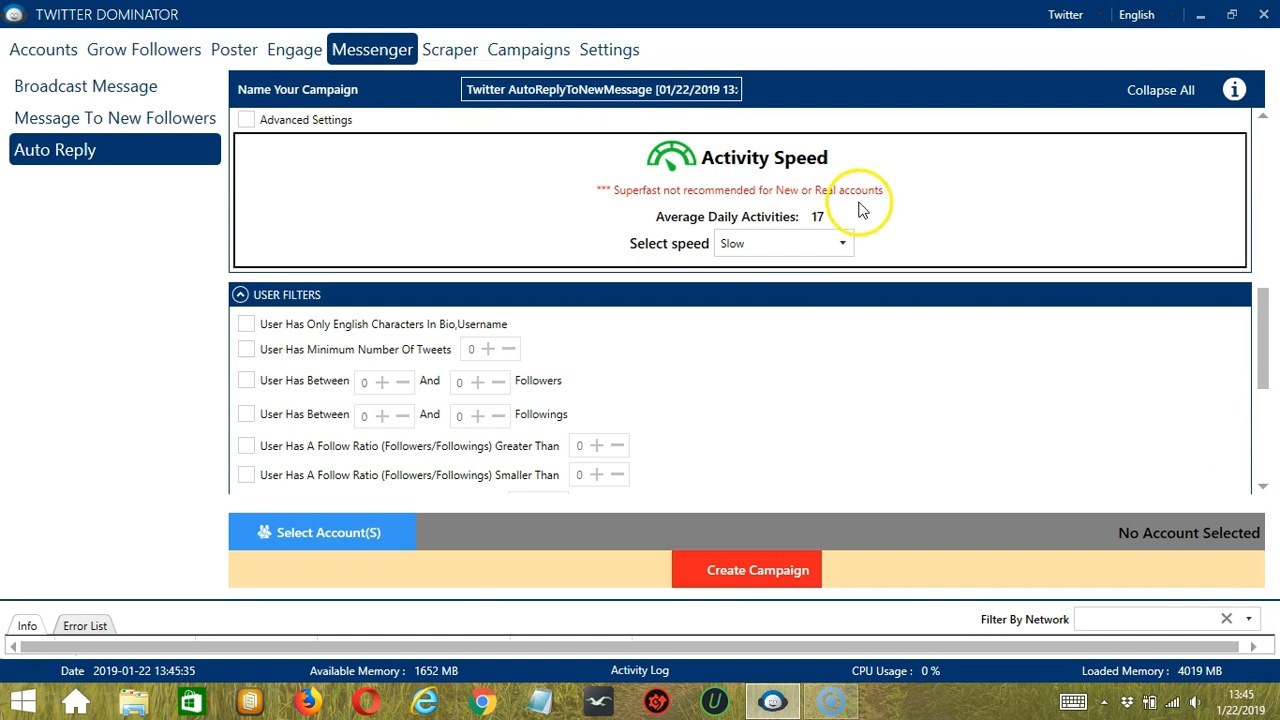 TWITTER DOMINATOR
Twitter
English
Accounts Grow Followers Poster Engage Messenger Scraper Campaigns Settings
Broadcast Message
Message To New Followers
Auto Reply
Name Your Campaign
Twitter AutoReplyToNewMessage [01/22/2019 13:
Collapse All
Advanced Settings
Activity Speed
*** Superfast not recommended for New or Real accounts
Average Daily Activities: 17
Select speed Slow
USER FILTERS
User Has Only English Characters In Bio,Username
User Has Minimum Number Of Tweets 0
User Has Between 0 And 0 Followers
User Has Between 0 And 0 Followings
User Has A Follow Ratio (Followers/Followings) Greater Than 0
User Has A Follow Ratio (Followers/Followings) Smaller Than 0
Select Account(S)
No Account Selected
Create Campaign
Info Error List
Filter By Network
Date 2019-01-22 13:45:35
Available Memory : 1652 MB
Activity Log
CPU Usage : 0 %
Loaded Memory : 4019 MB
13:45
1/22/2019